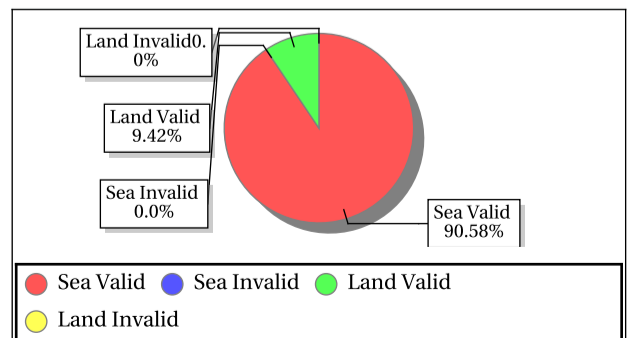 Land Invalid0.
0%
Land Valid
9.42%
Sea Invalid
0.0%
Sea Valid
90.58%
Sea Valid Sea Invalid Land Valid
Land Invalid